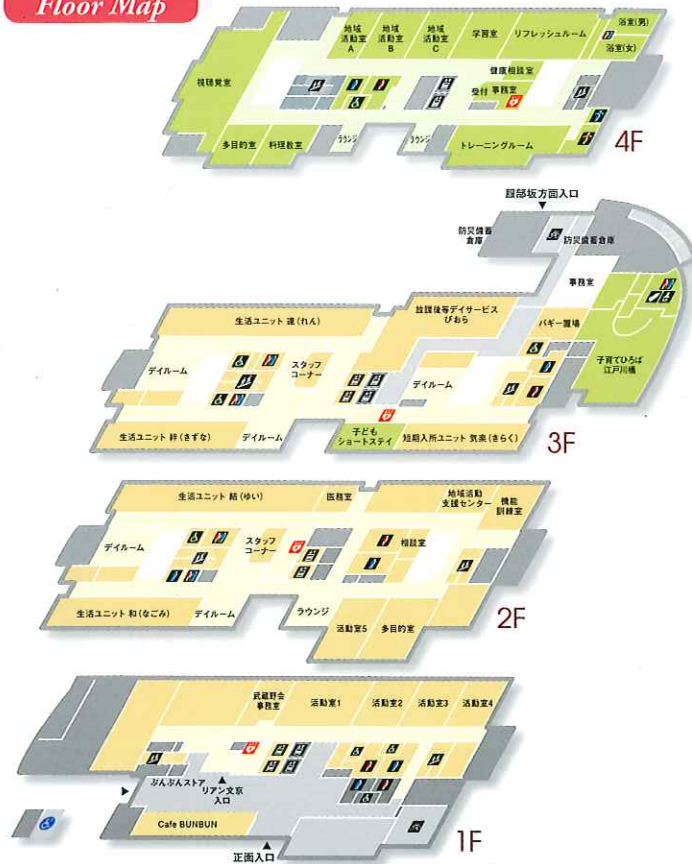 Floor Map
地域
活動室
A
地域
活動室
B
地域
活動室
C
学習室
リフレッシュルーム
浴室(男)
浴室(女)
視聴覚室
健康相談室
受付 事務室
多目的室
料理教室
ラウンジ
ラウンジ
トレーニングルーム
4F
服部坂方面入口
防災備蓄
倉庫
防災備蓄倉庫
事務室
生活ユニット 蓮(れん)
放課後等デイサービス
ぴおら
バギー置場
デイルーム
スタッフ
コーナー
デイルーム
子育てひろば
江戸川橋
生活ユニット 絆(きずな)
デイルーム
子ども
ショートステイ
短期入所ユニット 気楽(きらく)
3F
生活ユニット 結(ゆい)
医務室
地域活動
支援センター
機能
訓練室
デイルーム
スタッフ
コーナー
相談室
生活ユニット 和(なごみ)
デイルーム
ラウンジ
活動室5
多目的室
2F
武蔵野会
事務室
活動室1
活動室2
活動室3
活動室4
ぶんぶんストア
リアン文京
入口
Cafe BUNBUN
正面入口
1F